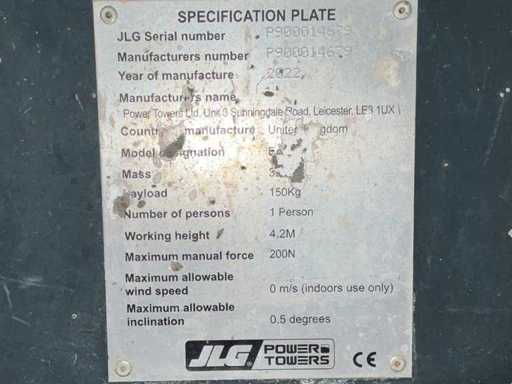 SPECIFICATION PLATE
JLG Serial number P900014679
Manufacturers number P900014679
Year of manufacture 2022
Manufacturers name
Power Towers Ltd, Unit 3 Sunningdale Road, Leicester, LE3 1UX
manufacture
Model
Mass
Payload 150Kg
Number of persons 1 Person
Working height 4.2M
Maximum manual force 200N
Maximum allowable
wind speed 0 m/s (indoors use only)
Maximum allowable
inclination 0.5 degrees
JLG POWER TOWERS CE